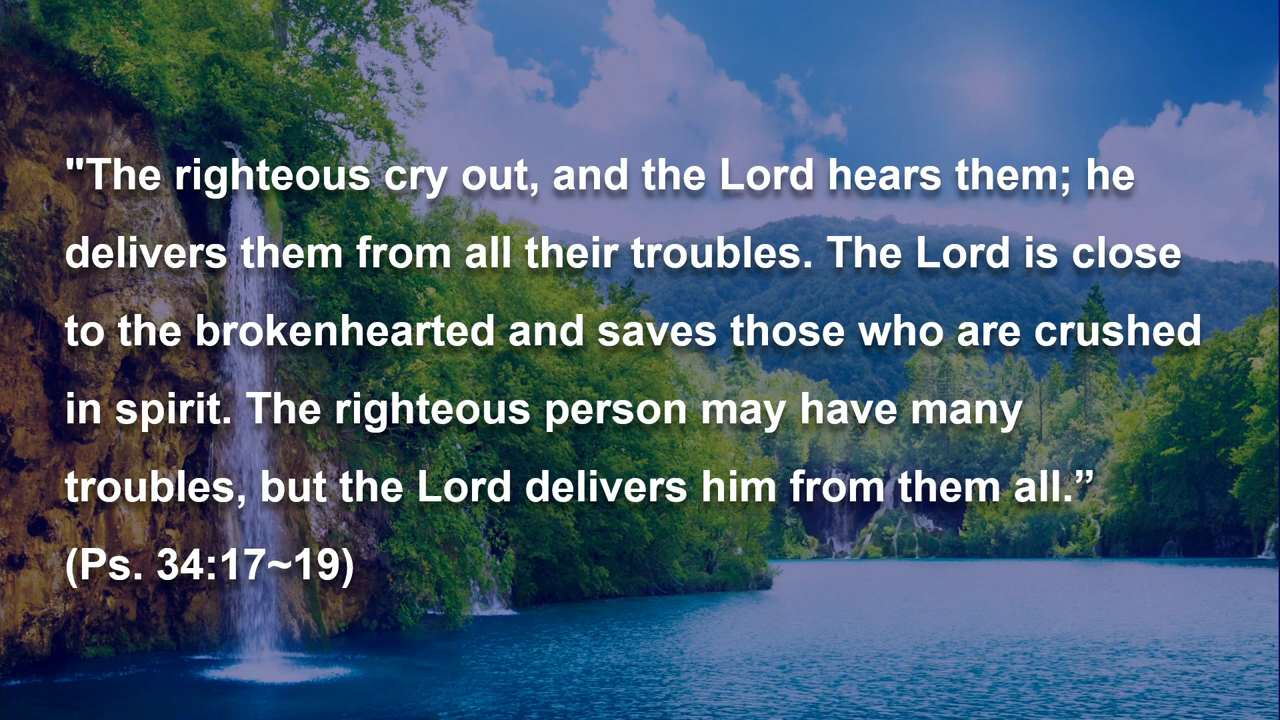 "The righteous cry out, and the Lord hears them; he
delivers them from all their troubles. The Lord is close
to the brokenhearted and saves those who are crushed
in spirit. The righteous person may have many
troubles, but the Lord delivers him from them all.”
(Ps. 34:17~19)